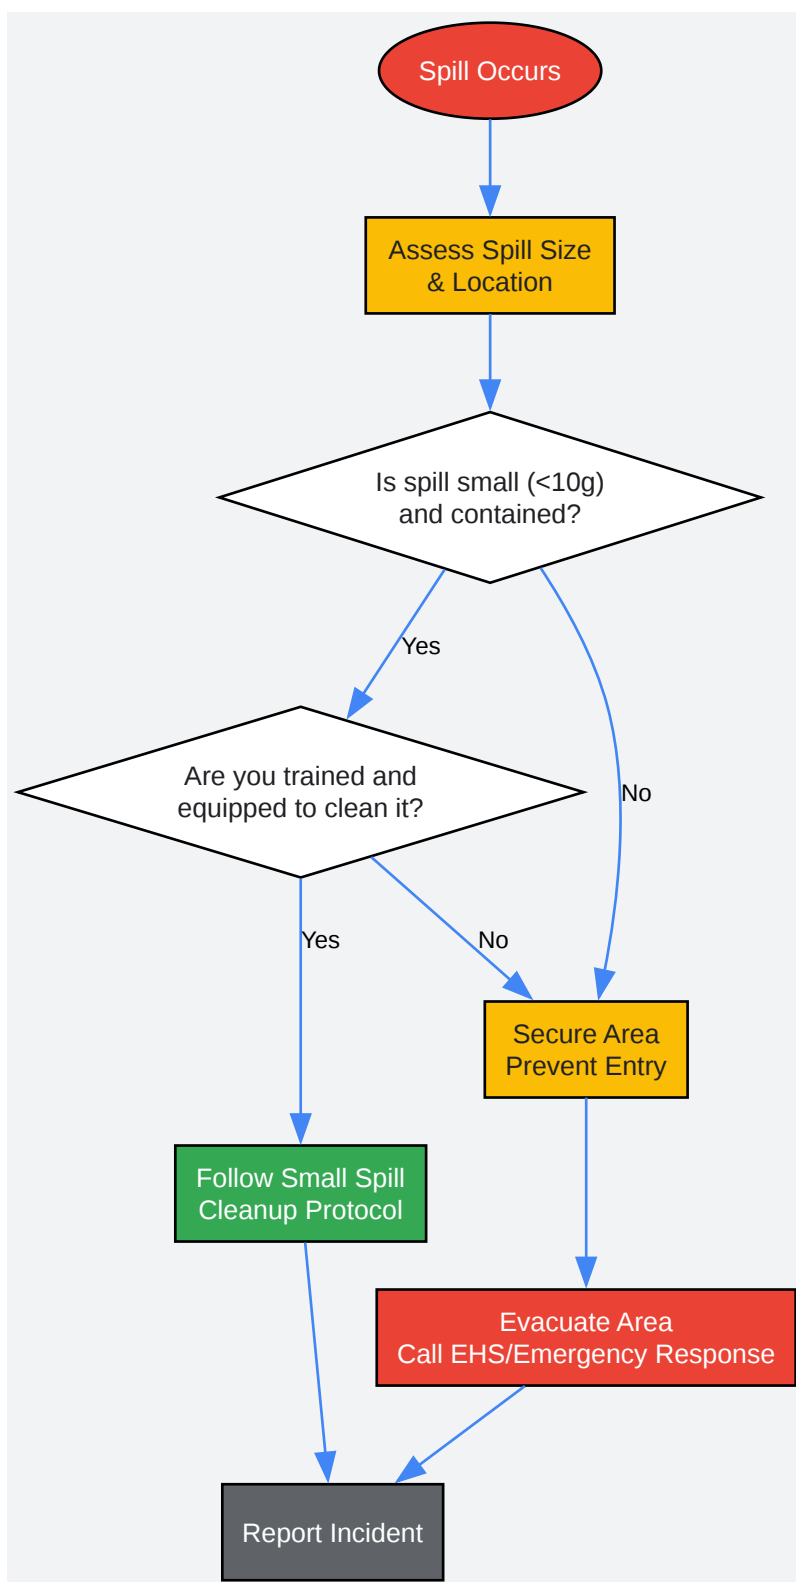 Spill Occurs
Assess Spill Size
& Location
Is spill small (<10g)
and contained?
Yes
Are you trained and
equipped to clean it?
No
Yes
No
Secure Area
Prevent Entry
Follow Small Spill
Cleanup Protocol
Evacuate Area
Call EHS/Emergency Response
Report Incident